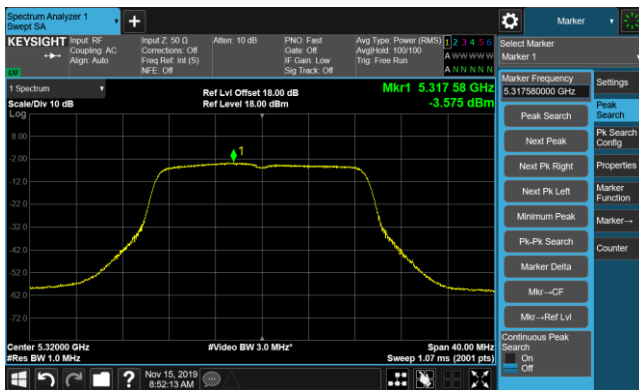 Spectrum Analyzer 1
Swept SA
+
Marker
KEYSIGHT Input: RF Input Z: 50 Ω Atten: 10 dB PNO: Fast Avg Type: Power (RMS) 1 2 3 4 5 6
Coupling: AC Corrections: Off Gate: Off Avg|Hold: 100/100 A W W W W W
Align: Auto Freq Ref: Int (S) IF Gain: Low Trig: Free Run
NFE: Off Sig Track: Off A N N N N N
Select Marker
Marker 1
1 Spectrum
Scale/Div 10 dB
Log
Ref Lvl Offset 18.00 dB
Ref Level 18.00 dBm
Mkr1 5.317 58 GHz
-3.575 dBm
1
8.00
-2.00
-12.0
-22.0
-32.0
-42.0
-52.0
-62.0
-72.0
Center 5.32000 GHz #Video BW 3.0 MHz* Span 40.00 MHz
#Res BW 1.0 MHz Sweep 1.07 ms (2001 pts)
Marker Frequency
5.317580000 GHz
Peak Search
Next Peak
Next Pk Right
Next Pk Left
Minimum Peak
Pk-Pk Search
Marker Delta
Mkr→CF
Mkr→Ref Lvl
Continuous Peak
Search
On
Off
Settings
Peak
Search
Pk Search
Config
Properties
Marker
Function
Marker→
Counter
?
Nov 15, 2019
8:52:13 AM